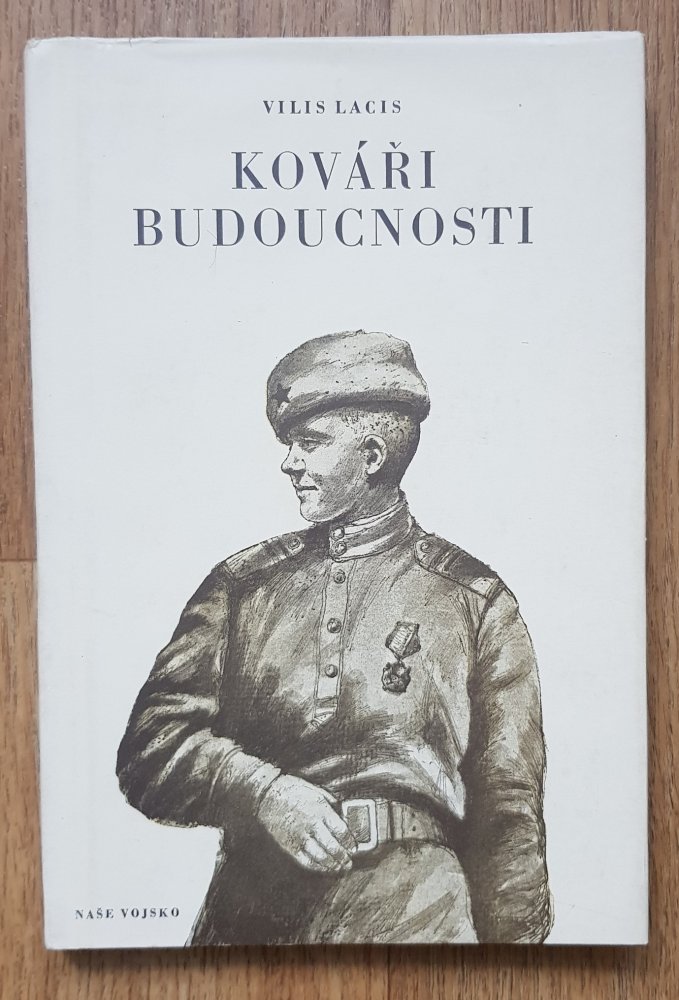 VILIS LACIS
KOVÁŘI
BUDOUCNOSTI
NAŠE VOJSKO